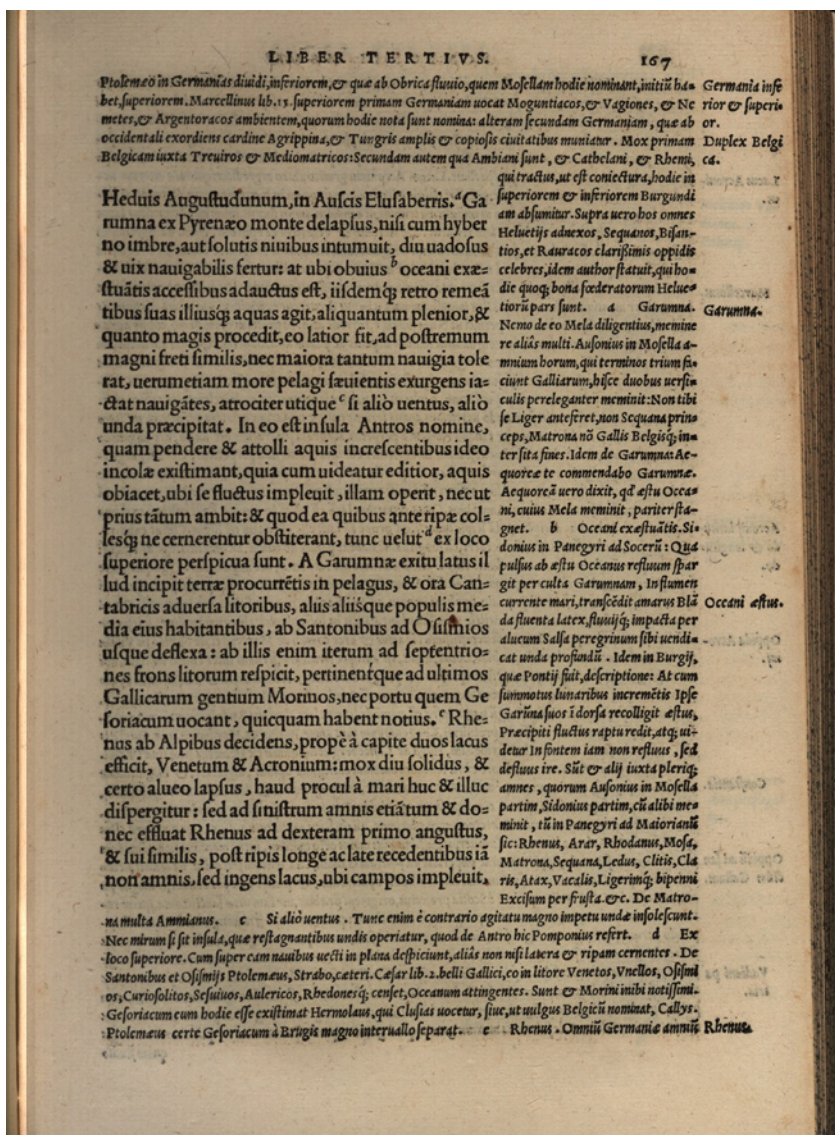 LIBER TERTIVS. 167
Ptolemæo in Germanias diuidi, inferiorem, & quæ ab Obrica fluuio, quem Mosellam hodie nominant, initiũ ha-
bet, superiorem. Marcellinus lib. 15. superiorem primam Germaniam uocat Moguntiacos, & Vagiones, & Ne
metes, & Argentoracos ambientem, quorum hodie nota sunt nomina: alteram secundam Germaniam, quæ ab
occidentali exordiens cardine Agrippina, & Tungris amplis & copiosis ciuitatibus muniatur. Mox primam
Belgicam iuxta Treuiros & Mediomatricos: Secundam autem qua Ambiani sunt, & Cathelani, & Rhemi,
Germania infe
rior & superi-
or.
Duplex Belgi
ca.
Heduis Augustudunum, in Auscis Elusaberris. ᵃ Ga
rumna ex Pyrenæo monte delapsus, nisi cum hyber
no imbre, aut solutis niuibus intumuit, diu uadosus
& uix nauigabilis fertur: at ubi obuius ᵇ oceani exæ-
stuãtis accessibus adauctus est, iisdemq́; retro remeã
tibus suas illiusq́; aquas agit, aliquantum plenior, &
quanto magis procedit, eo latior fit, ad postremum
magni freti similis, nec maiora tantum nauigia tole
rat, uerumetiam more pelagi sæuientis exurgens ia-
ctat nauigãtes, atrociter utique ᶜ si aliò uentus, aliò
unda præcipitat. In eo est insula Antros nomine,
quam pendere & attolli aquis increscentibus ideo
incolæ existimant, quia cum uideatur editior, aquis
obiacet, ubi se fluctus impleuit, illam operit, nec ut
prius tãtum ambit: & quod ea quibus ante ripæ col-
lesq́; ne cernerentur obstiterant, tunc uelut ᵈ ex loco
superiore perspicua sunt. A Garumnæ exitu latus il
lud incipit terræ procurrẽtis in pelagus, & ora Can-
tabricis aduersa litoribus, aliis aliisque populis me-
dia eius habitantibus, ab Santonibus ad Osismios
usque deflexa: ab illis enim iterum ad septentrio-
nes frons litorum respicit, pertinentque ad ultimos
Gallicarum gentium Morinos, nec portu quem Ge
soriacum uocant, quicquam habent notius. ᵉ Rhe-
nus ab Alpibus decidens, propè à capite duos lacus
efficit, Venetum & Acronium: mox diu solidus, &
certo alueo lapsus, haud procul à mari huc & illuc
dispergitur: sed ad sinistrum amnis etiãtum & do-
nec effluat Rhenus ad dexteram primo angustus,
& sui similis, post ripis longe ac late recedentibus iã
non amnis, sed ingens lacus, ubi campos impleuit,
qui tractus, ut est coniectura, hodie in
superiorem & inferiorem Burgundi
am absumitur. Supra uero hos omnes
Heluetijs adnexos, Sequanos, Bisan-
tios, et Rauracos clarißimis oppidis
celebres, idem author statuit, qui ho-
die quoq; bona fœderatorum Helue-
tiorũ pars sunt. a Garumna.
Nemo de eo Mela diligentius, memine
re aliâs multi. Ausonius in Mosella a-
mnium horum, qui terminos trium fa-
ciunt Galliarum, hisce duobus uersi-
culis pereleganter meminit: Non tibi
se Liger anteferet, non Sequana prin-
ceps, Matrona nõ Gallis Belgisq; in-
ter sita fines. Idem de Garumna: Ae-
quoreæ te commendabo Garumnæ.
Aequoreã uero dixit, qđ æstu Ocea-
ni, cuius Mela meminit, pariter sta-
gnet. b Oceani exæstuãtis. Si-
donius in Panegyri ad Socerũ: Quà
pulsus ab æstu Oceanus refluum spar
git per culta Garumnam, In flumen
currente mari, transcẽdit amarus Blã
da fluenta latex, fluuijq; impacta per
alueum Salsa peregrinum sibi uendi-
cat unda profundũ. Idem in Burgij,
quæ Pontij fuit, descriptione: At cum
summotus lunaribus incremẽtis Ipse
Garũna suos ĩ dorsa recolligit æstus,
Præcipiti fluctus raptu redit, atq; ui-
detur In fontem iam non refluus, sed
defluus ire. Sũt & alij iuxta pleriq;
amnes, quorum Ausonius in Mosella
partim, Sidonius partim, cũ alibi me-
minit, tũ in Panegyri ad Maiorianũ
sic: Rhenus, Arar, Rhodanus, Mosa,
Matrona, Sequana, Ledus, Clitis, Cla
ris, Atax, Vacalis, Ligerimq; bipenni
Excisum per frusta &c. De Matro-
Garumna.
Oceani æstus.
na multa Ammianus. c Si aliò uentus. Tunc enim è contrario agitatu magno impetu undæ insolescunt.
Nec mirum si sit insula, quæ restagnantibus undis operiatur, quod de Antro hic Pomponius refert. d Ex
loco superiore. Cum super eam nauibus uecti in plana despiciunt, aliâs non nisi latera & ripam cernentes. De
Santonibus et Osismijs Ptolemæus, Strabo, cæteri. Cæsar lib. 2. belli Gallici, eo in litore Venetos, Vnellos, Osismi
os, Curiosolitos, Sesuuios, Aulericos, Rhedonesq; censet, Oceanum attingentes. Sunt & Morini inibi notißimi.
Gesoriacum eum hodie esse existimat Hermolaus, qui Clusias uocetur, siue, ut uulgus Belgicũ nominat, Callys.
Ptolemæus certe Gesoriacum à Brugis magno interuallo separat. e Rhenus. Omniũ Germaniæ amniũ
Rhenus.